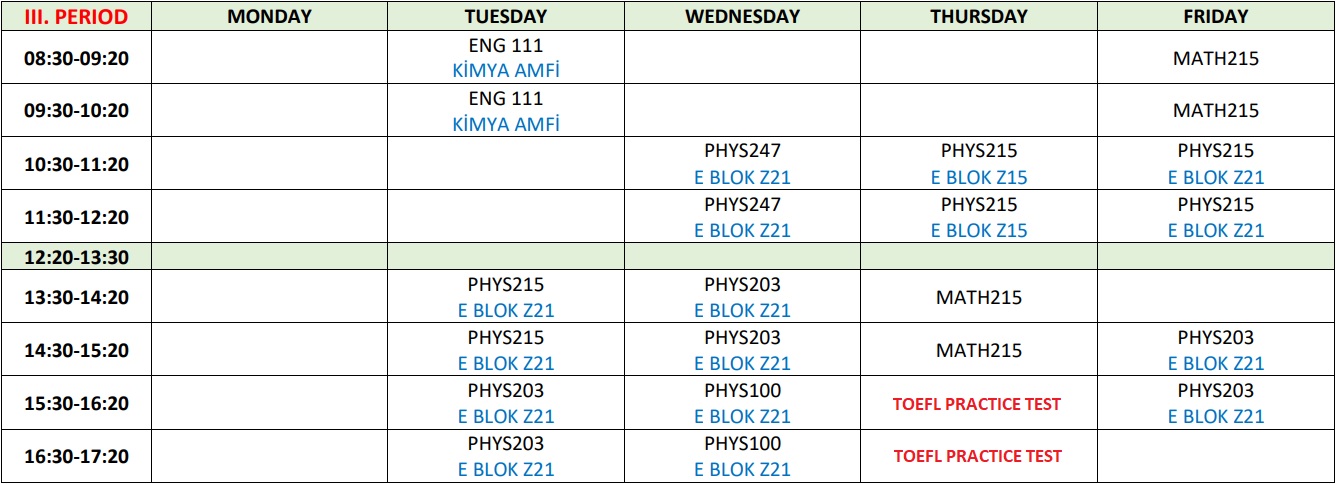 III. PERIOD MONDAY TUESDAY WEDNESDAY THURSDAY FRIDAY
08:30-09:20
ENG 111
KİMYA AMFİ
MATH215
09:30-10:20
ENG 111
KİMYA AMFİ
MATH215
10:30-11:20
PHYS247
E BLOK Z21
PHYS215
E BLOK Z15
PHYS215
E BLOK Z21
11:30-12:20
PHYS247
E BLOK Z21
PHYS215
E BLOK Z15
PHYS215
E BLOK Z21
12:20-13:30
13:30-14:20
PHYS215
E BLOK Z21
PHYS203
E BLOK Z21
MATH215
14:30-15:20
PHYS215
E BLOK Z21
PHYS203
E BLOK Z21
MATH215
PHYS203
E BLOK Z21
15:30-16:20
PHYS203
E BLOK Z21
PHYS100
E BLOK Z21
TOEFL PRACTICE TEST
PHYS203
E BLOK Z21
16:30-17:20
PHYS203
E BLOK Z21
PHYS100
E BLOK Z21
TOEFL PRACTICE TEST